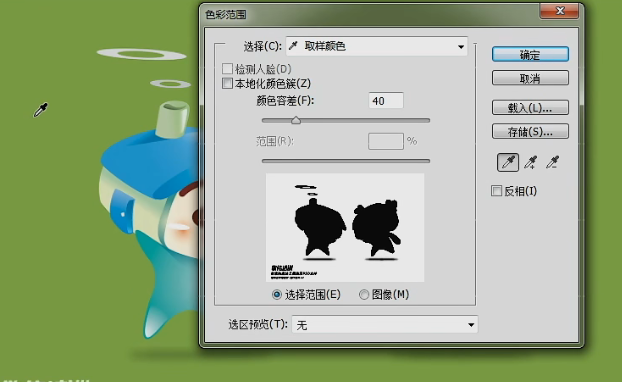 色彩范围
选择(C): 取样颜色
检测人脸(D)
本地化颜色簇(Z)
颜色容差(F): 40
范围(R): %
选择范围(E) 图像(M)
选区预览(T): 无
确定
取消
载入(L)...
存储(S)...
反相(I)